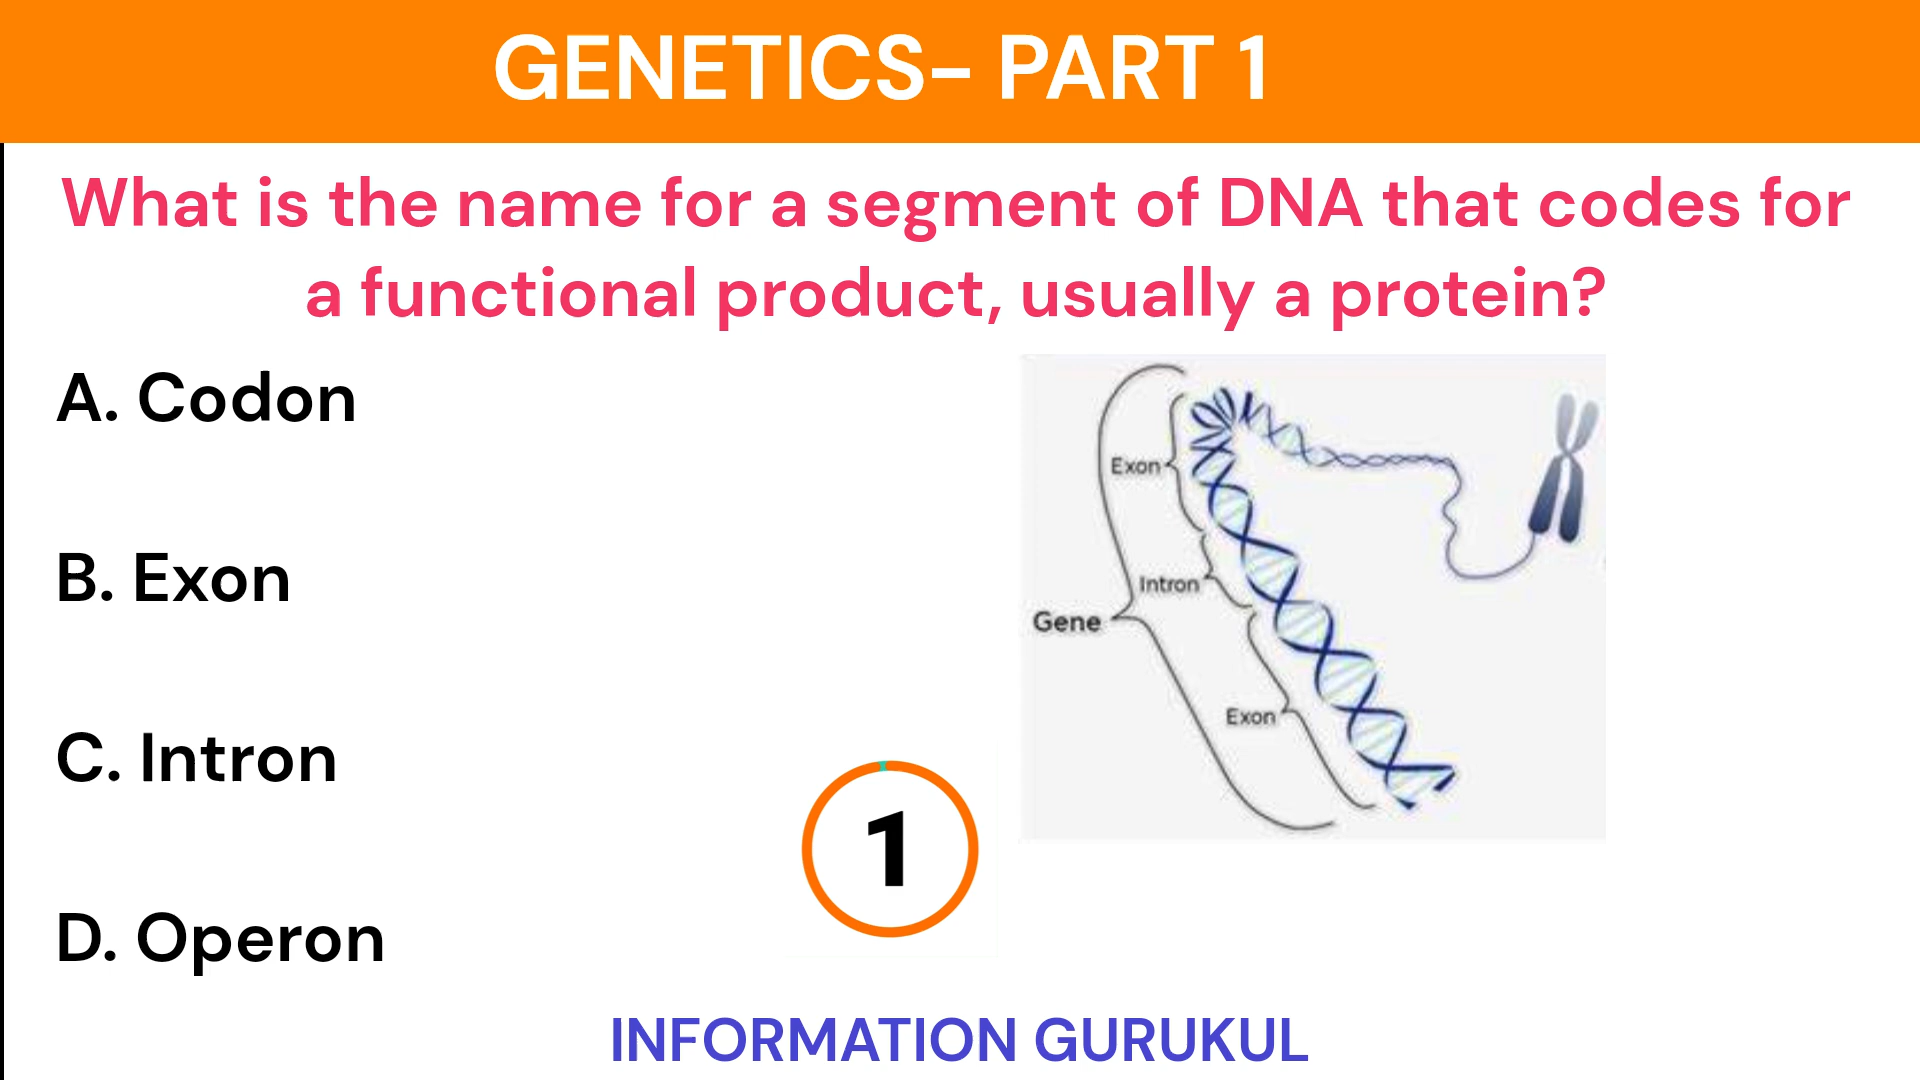 GENETICS- PART 1
What is the name for a segment of DNA that codes for
a functional product, usually a protein?
A. Codon
B. Exon
C. Intron
D. Operon
Exon
Intron
Gene
Exon
1
INFORMATION GURUKUL